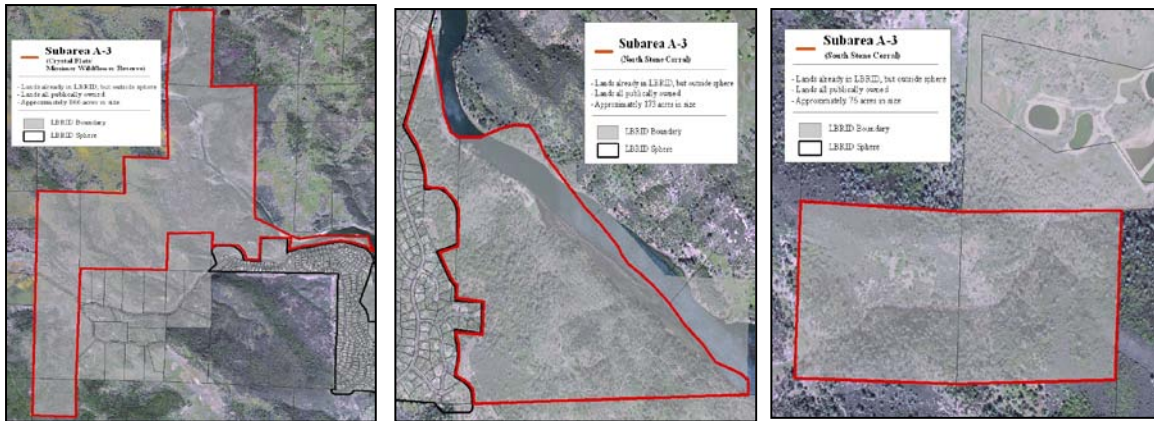 Subarea A-3
(Crystal Flats/
Missimer Wildflower Reserve)
- Lands already in LBRID, but outside sphere
- Lands all publically owned
- Approximately 866 acres in size
LBRID Boundary
LBRID Sphere
Subarea A-3
(North Stone Corral)
- Lands already in LBRID, but outside sphere
- Lands all publically owned
- Approximately 173 acres in size
LBRID Boundary
LBRID Sphere
Subarea A-3
(South Stone Corral)
- Lands already in LBRID, but outside sphere
- Lands all publically owned
- Approximately 75 acres in size
LBRID Boundary
LBRID Sphere